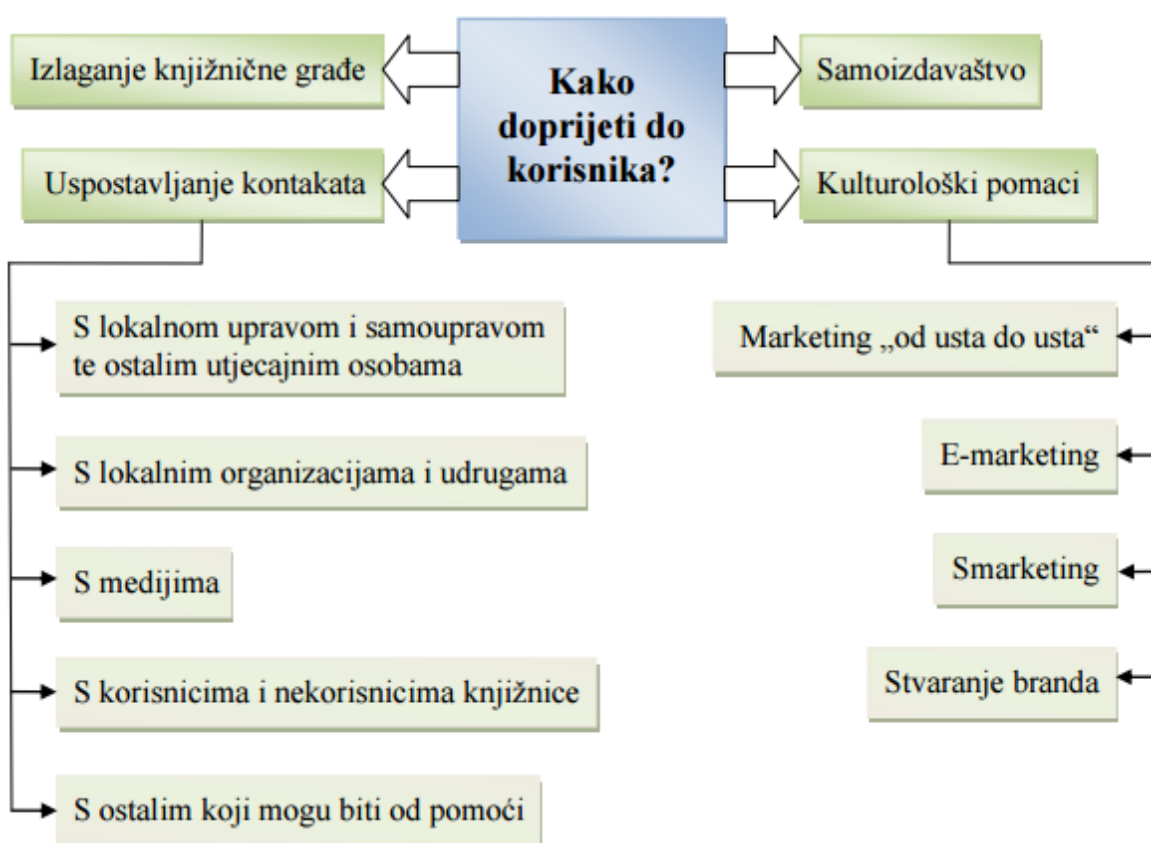 Kako
doprijeti do
korisnika?
Izlaganje knjižnične građe
Samoizdavaštvo
Uspostavljanje kontakata
Kulturološki pomaci
S lokalnom upravom i samoupravom
te ostalim utjecajnim osobama
S lokalnim organizacijama i udrugama
S medijima
S korisnicima i nekorisnicima knjižnice
S ostalim koji mogu biti od pomoći
Marketing „od usta do usta“
E-marketing
Smarketing
Stvaranje branda